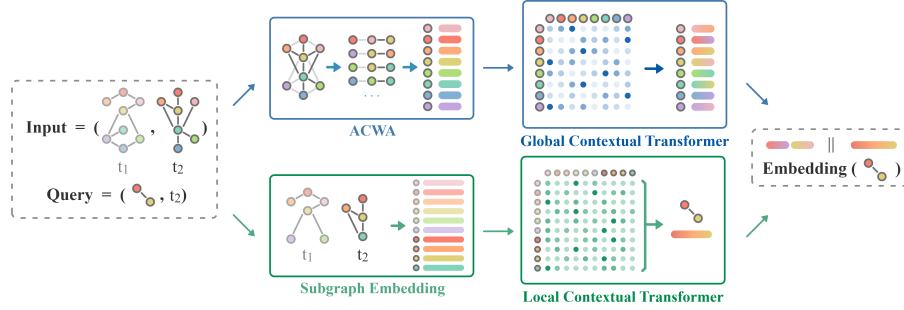 ACWA
Global Contextual Transformer
Input = ( , )
t1 t2
Query = ( , t2)
|| 
Embedding ( )
t1 t2
Subgraph Embedding
Local Contextual Transformer